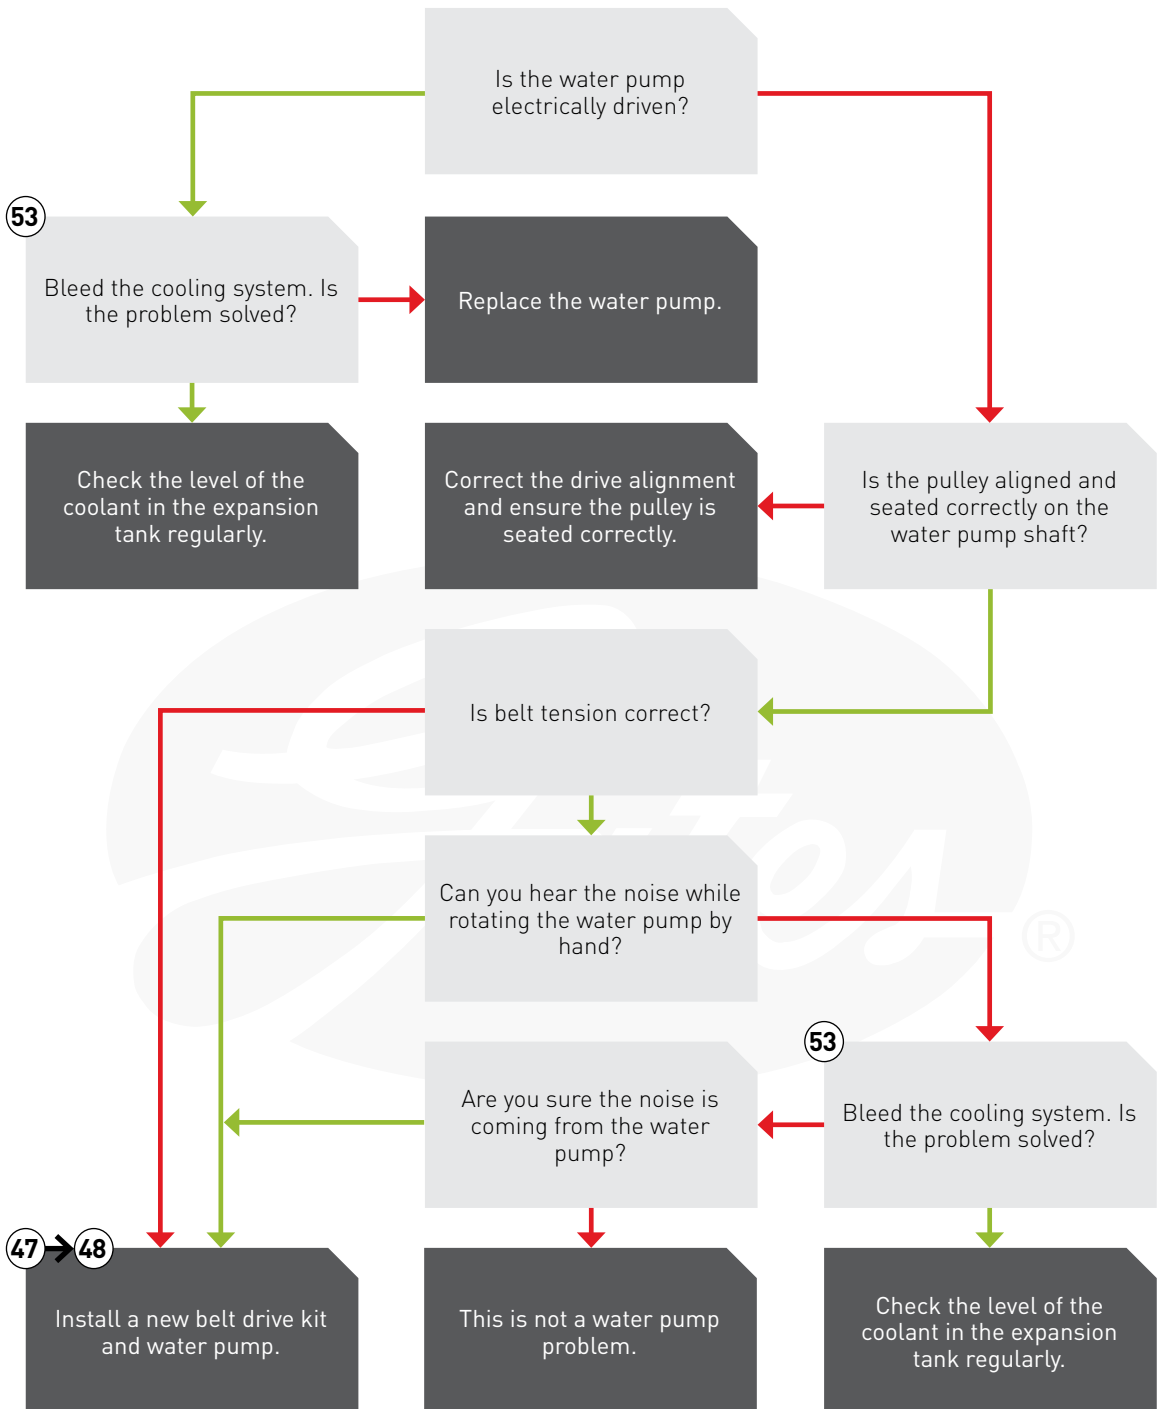 Is the water pump
electrically driven?
53
Bleed the cooling system. Is
the problem solved?
Replace the water pump.
Check the level of the
coolant in the expansion
tank regularly.
Correct the drive alignment
and ensure the pulley is
seated correctly.
Is the pulley aligned and
seated correctly on the
water pump shaft?
Is belt tension correct?
Can you hear the noise while
rotating the water pump by
hand?
Gates®
Are you sure the noise is
coming from the water
pump?
53
Bleed the cooling system. Is
the problem solved?
47 → 48
Install a new belt drive kit
and water pump.
This is not a water pump
problem.
Check the level of the
coolant in the expansion
tank regularly.